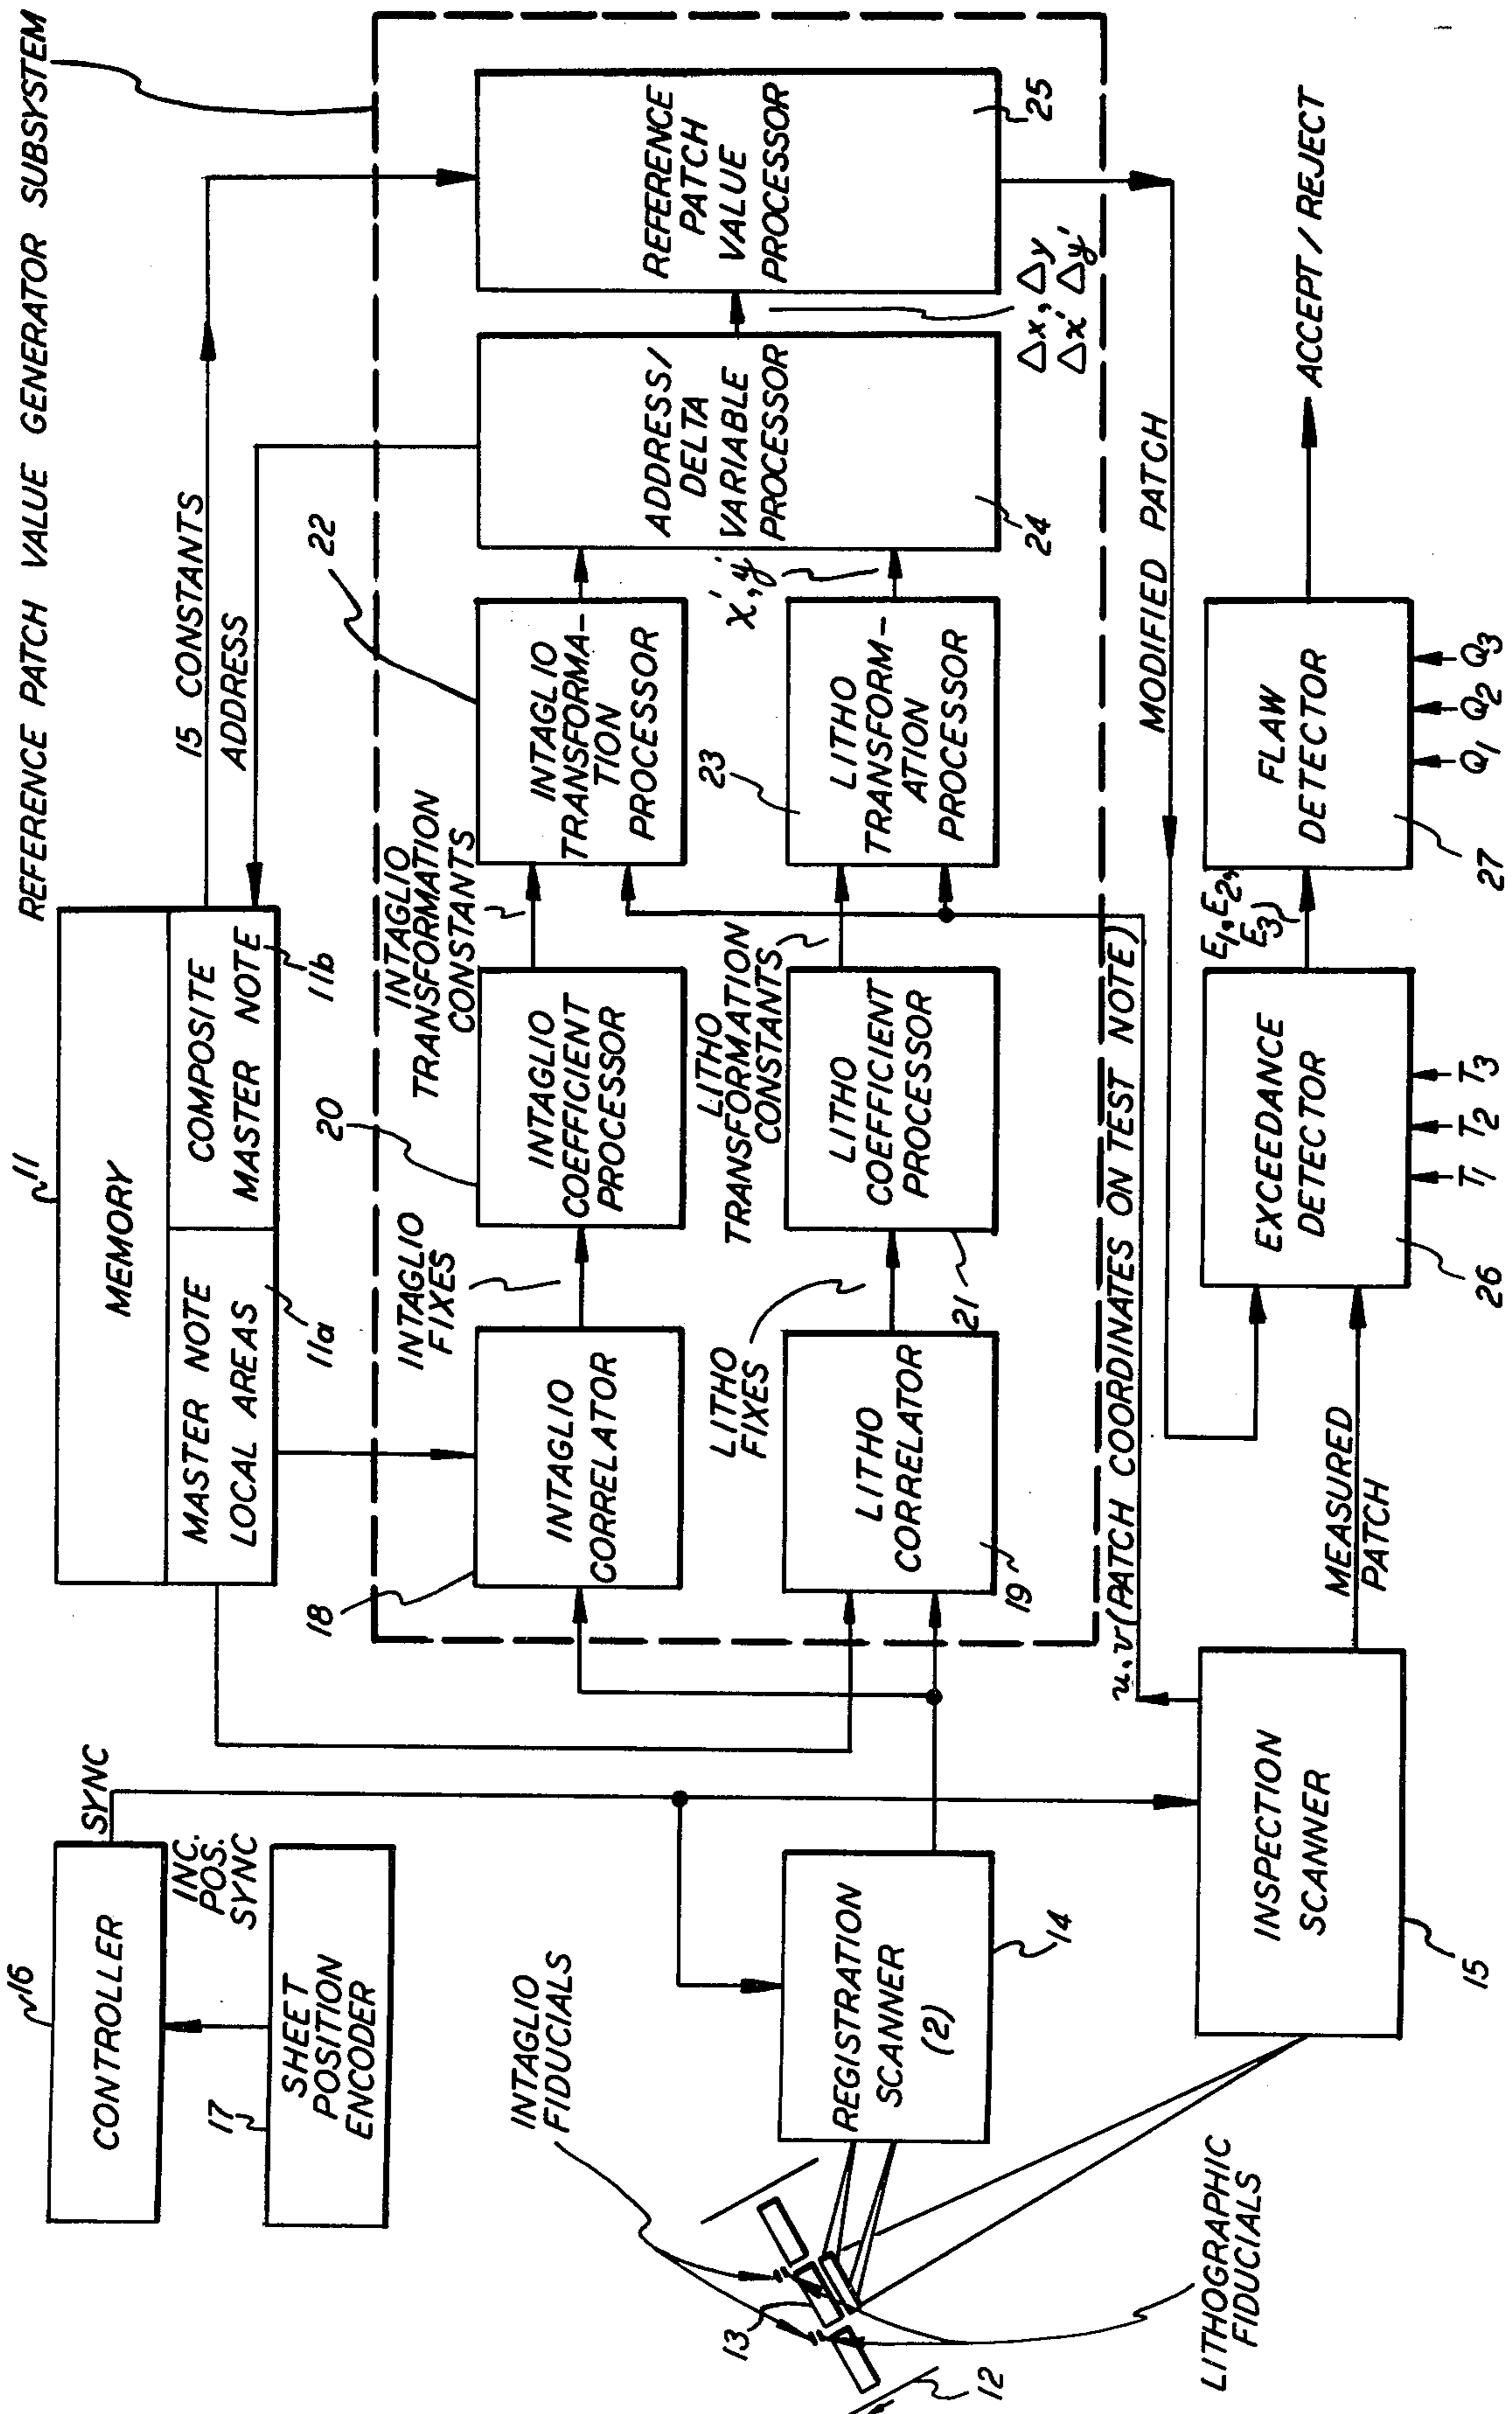 REFERENCE PATCH VALUE GENERATOR SUBSYSTEM
16
CONTROLLER
SYNC
INC.
POS.
SYNC
17
SHEET
POSITION
ENCODER
11
MEMORY
MASTER NOTE
LOCAL AREAS
11a
COMPOSITE
MASTER NOTE
11b
15 CONSTANTS
ADDRESS
INTAGLIO
FIDUCIALS
13
12
LITHOGRAPHIC
FIDUCIALS
REGISTRATION
SCANNER
(2)
14
18
INTAGLIO
CORRELATOR
INTAGLIO
FIXES
20
INTAGLIO
COEFFICIENT
PROCESSOR
INTAGLIO
TRANSFORMATION
CONSTANTS
22
INTAGLIO
TRANSFORMA-
TION
PROCESSOR
LITHO
CORRELATOR
19
LITHO
FIXES
21
LITHO
COEFFICIENT
PROCESSOR
LITHO
TRANSFORMATION
CONSTANTS
23
LITHO
TRANSFORM-
ATION
PROCESSOR
x', y'
ADDRESS/
DELTA
VARIABLE
PROCESSOR
24
Δx, Δy
Δx' Δy'
REFERENCE
PATCH
VALUE
PROCESSOR
25
u,v (PATCH COORDINATES ON TEST NOTE)
MODIFIED PATCH
INSPECTION
SCANNER
15
MEASURED
PATCH
EXCEEDANCE
DETECTOR
26
T1 T2 T3
E1, E2,
E3
FLAW
DETECTOR
27
Q1 Q2 Q3
ACCEPT / REJECT